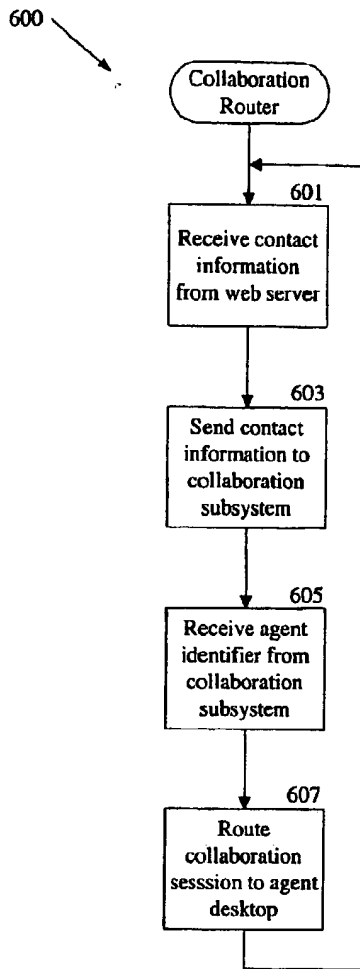 600
Collaboration
Router
601
Receive contact
information
from web server
603
Send contact
information to
collaboration
subsystem
605
Receive agent
identifier from
collaboration
subsystem
607
Route
collaboration
sesssion to agent
desktop